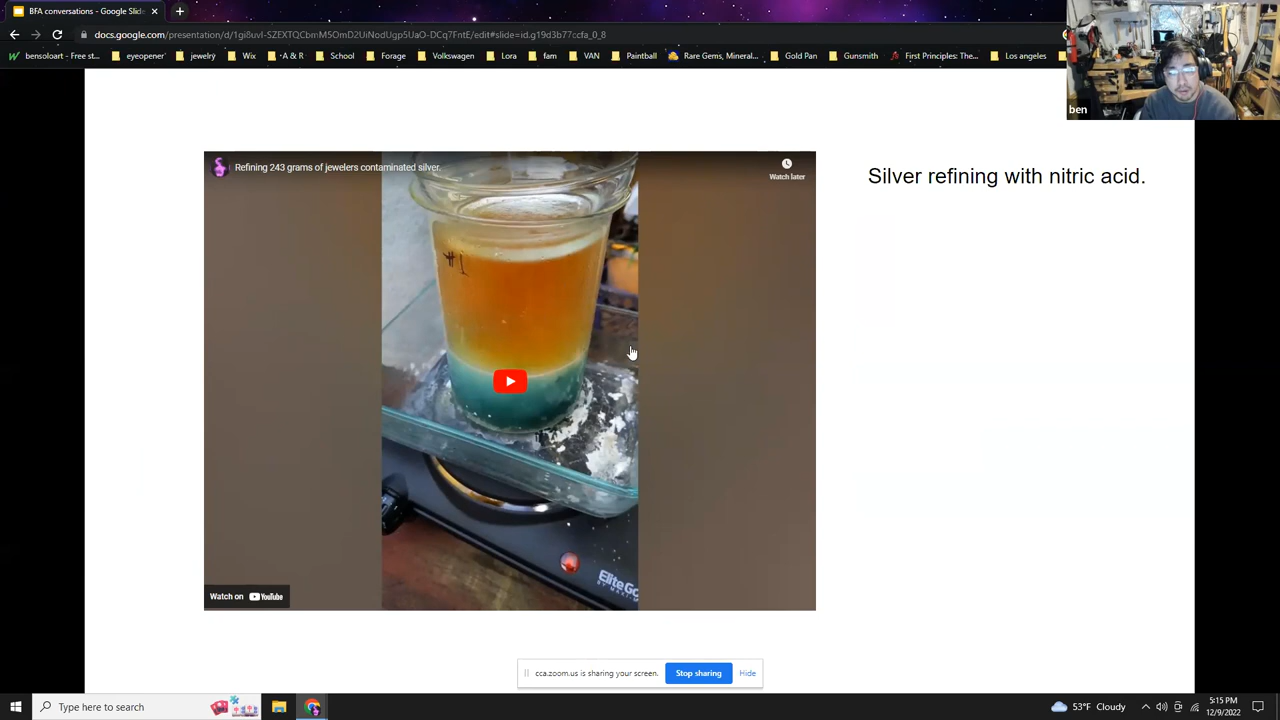 BFA conversations - Google Slid
docs.google.com/presentation/d/1gi8uvI-SZEXTQCbmM5OmD2UiNodUgp5UaO-DCq7FntE/edit#slide=id.g19d3b77ccfa_0_8
bensoloart - Free st... eyeopener` jewelry Wix · A & R School Forage Volkswagen Lora fam VAN Paintball Rare Gems, Mineral... Gold Pan Gunsmith First Principles: The... Los angeles
ben
Refining 243 grams of jewelers contaminated silver.
Watch later
Silver refining with nitric acid.
#1
Watch on YouTube
cca.zoom.us is sharing your screen. Stop sharing Hide
Type here to search
53°F Cloudy
5:15 PM
12/9/2022